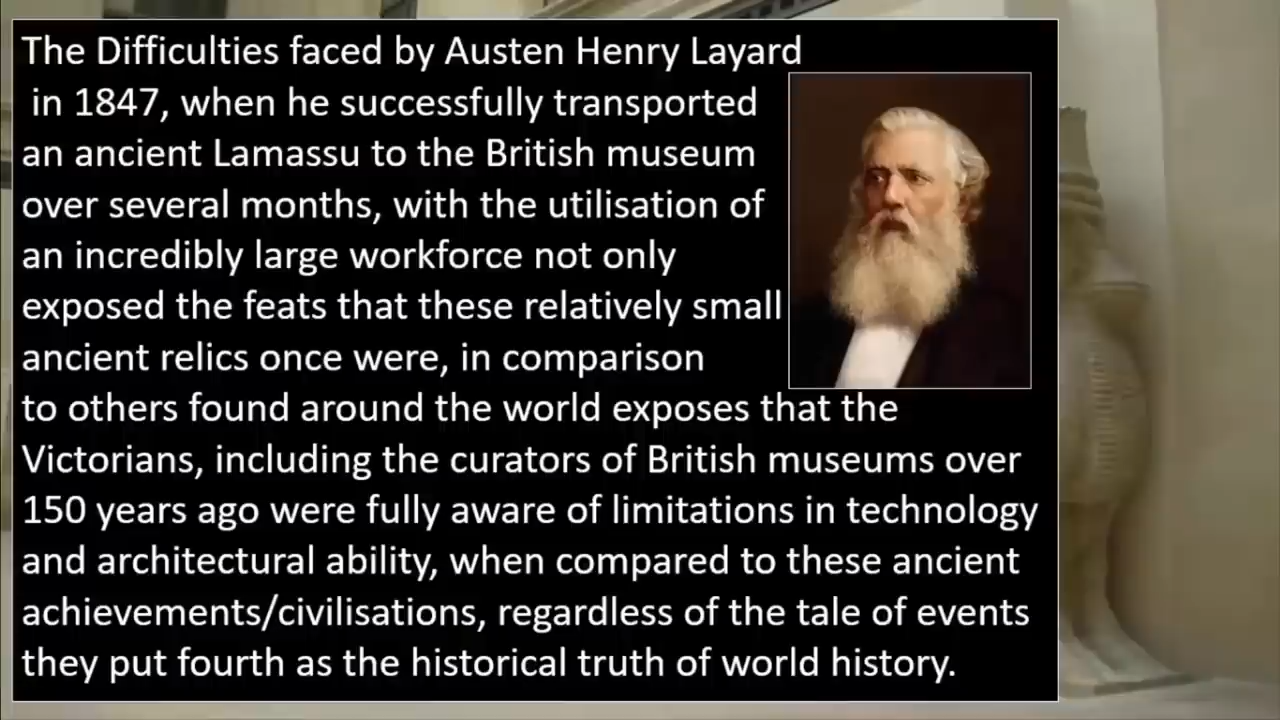 The Difficulties faced by Austen Henry Layard
in 1847, when he successfully transported
an ancient Lamassu to the British museum
over several months, with the utilisation of
an incredibly large workforce not only
exposed the feats that these relatively small
ancient relics once were, in comparison
to others found around the world exposes that the
Victorians, including the curators of British museums over
150 years ago were fully aware of limitations in technology
and architectural ability, when compared to these ancient
achievements/civilisations, regardless of the tale of events
they put fourth as the historical truth of world history.